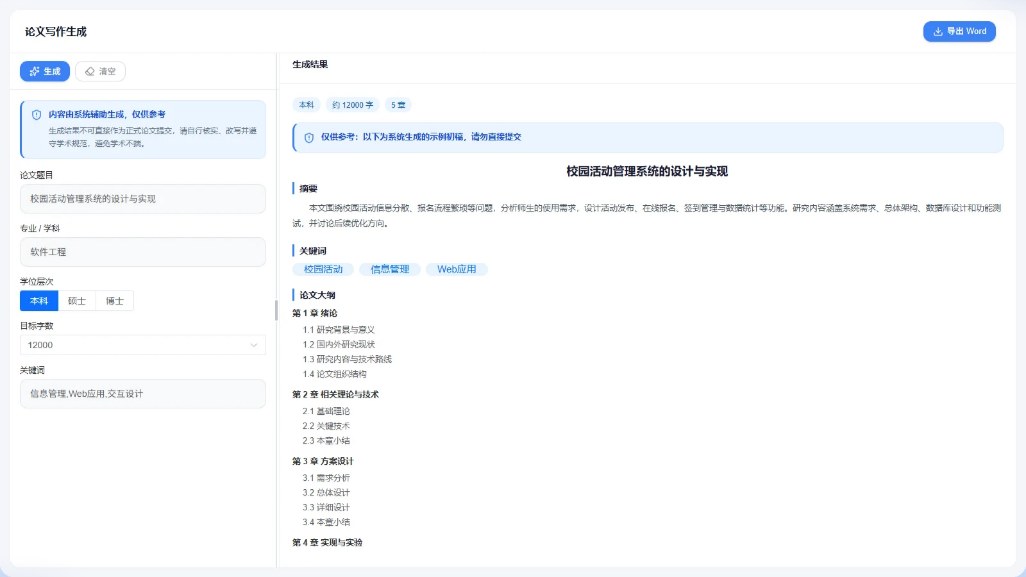 论文写作生成
导出 Word
生成
清空
内容由系统辅助生成，仅供参考
生成结果不可直接作为正式论文提交，请自行核实、改写并遵
守学术规范，避免学术不端。
论文题目
校园活动管理系统的设计与实现
专业 / 学科
软件工程
学位层次
本科
硕士
博士
目标字数
12000
关键词
信息管理,Web应用,交互设计
生成结果
本科
约 12000 字
5 章
仅供参考：以下为系统生成的示例初稿，请勿直接提交
校园活动管理系统的设计与实现
摘要
本文围绕校园活动信息分散、报名流程繁琐等问题，分析师生的使用需求，设计活动发布、在线报名、签到管理与数据统计等功能。研究内容涵盖系统需求、总体架构、数据库设计和功能测
试，并讨论后续优化方向。
关键词
校园活动
信息管理
Web应用
论文大纲
第 1 章 绪论
1.1 研究背景与意义
1.2 国内外研究现状
1.3 研究内容与技术路线
1.4 论文组织结构
第 2 章 相关理论与技术
2.1 基础理论
2.2 关键技术
2.3 本章小结
第 3 章 方案设计
3.1 需求分析
3.2 总体设计
3.3 详细设计
3.4 本章小结
第 4 章 实现与实验